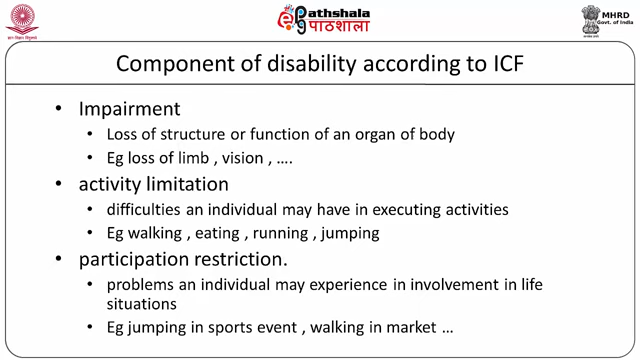 Pathshala
पाठशाला
MHRD
Govt. of India
Component of disability according to ICF
• Impairment
• Loss of structure or function of an organ of body
• Eg loss of limb , vision , ….
• activity limitation
• difficulties an individual may have in executing activities
• Eg walking , eating , running , jumping
• participation restriction.
• problems an individual may experience in involvement in life
situations
• Eg jumping in sports event , walking in market …